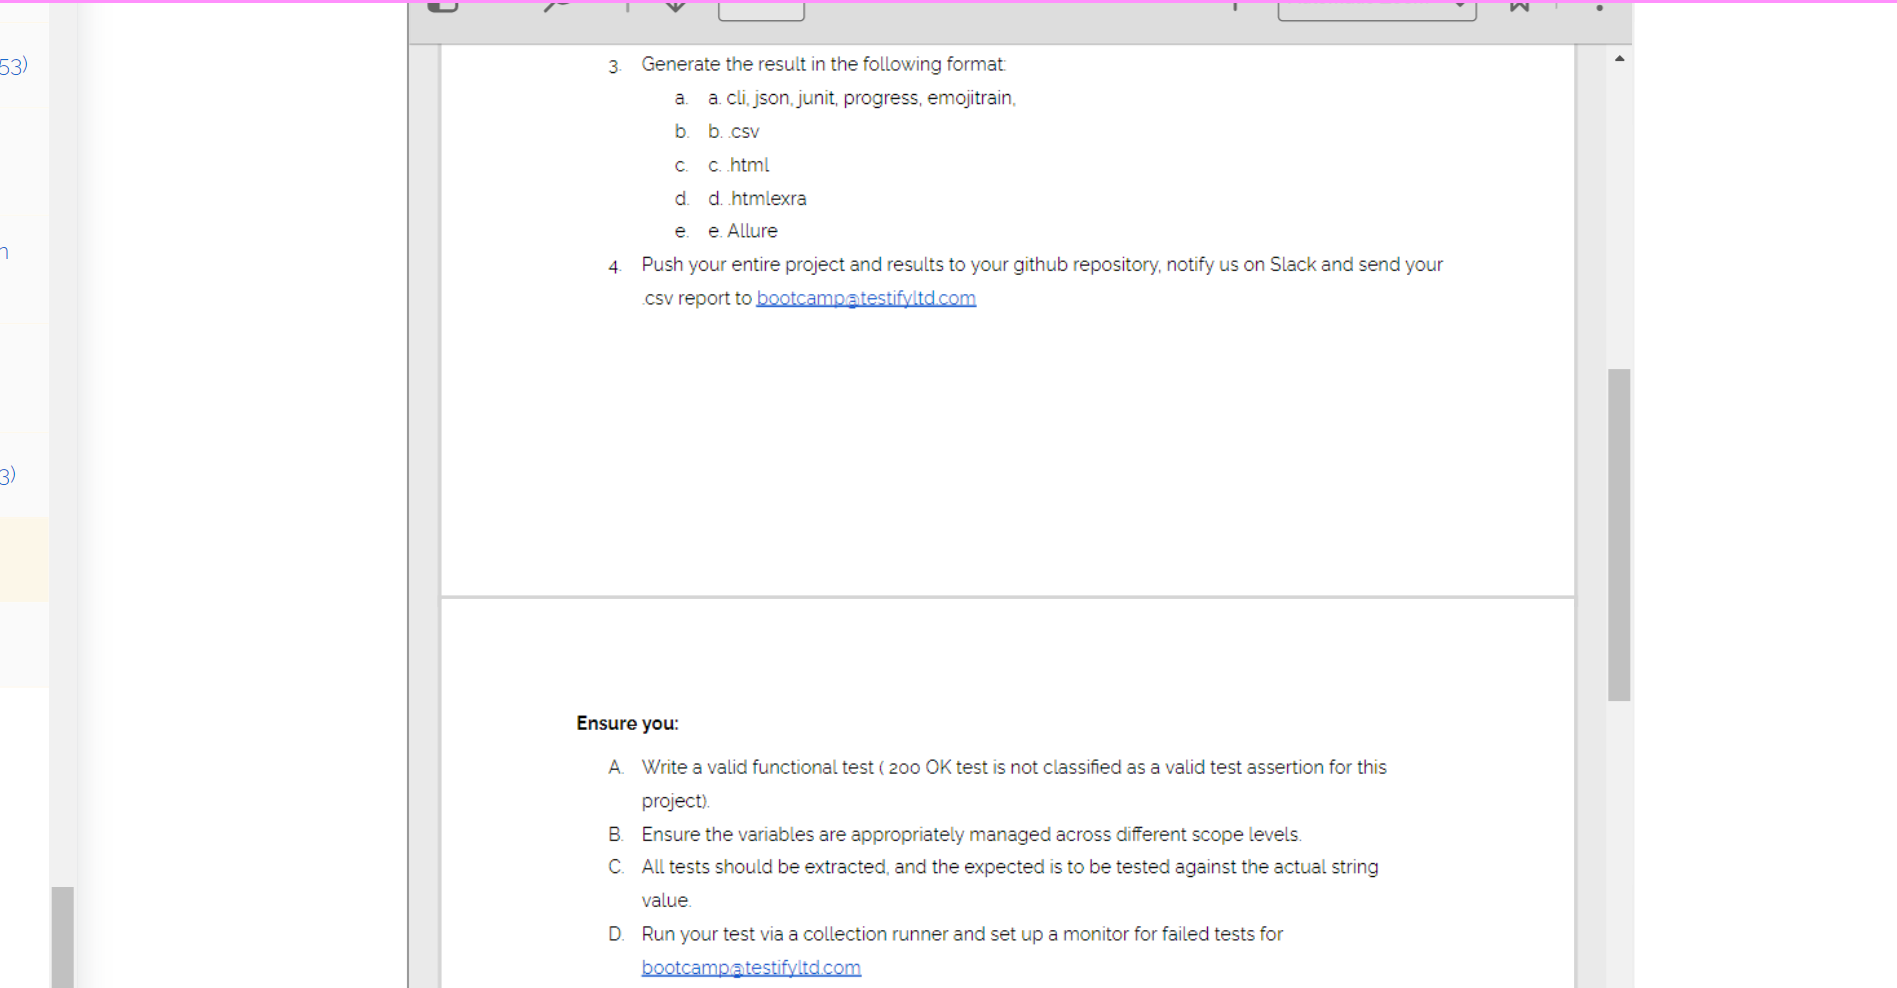 53)
3)
3. Generate the result in the following format:
a. a. cli, json, junit, progress, emojitrain,
b. b. .csv
c. c. .html
d. d. .htmlexra
e. e. Allure
4. Push your entire project and results to your github repository, notify us on Slack and send your
.csv report to bootcamp@testifyltd.com
Ensure you:
A. Write a valid functional test ( 200 OK test is not classified as a valid test assertion for this
project).
B. Ensure the variables are appropriately managed across different scope levels.
C. All tests should be extracted, and the expected is to be tested against the actual string
value.
D. Run your test via a collection runner and set up a monitor for failed tests for
bootcamp@testifyltd.com